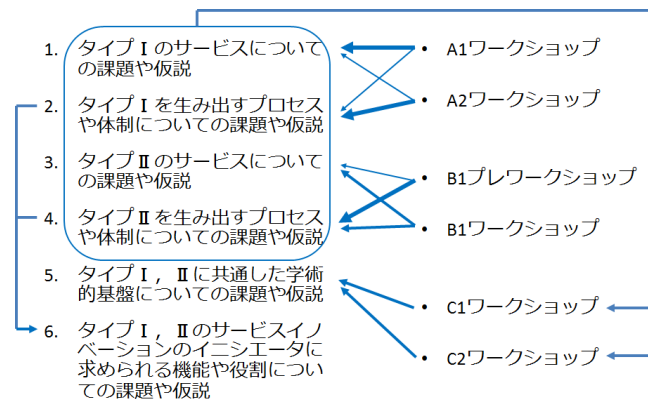 1. タイプⅠのサービスについて
の課題や仮説
2. タイプⅠを生み出すプロセス
や体制についての課題や仮説
3. タイプⅡのサービスについて
の課題や仮説
4. タイプⅡを生み出すプロセス
や体制についての課題や仮説
5. タイプⅠ，Ⅱに共通した学術
的基盤についての課題や仮説
6. タイプⅠ，Ⅱのサービスイノ
ベーションのイニシエータに
求められる機能や役割につい
ての課題や仮説
• A1ワークショップ
• A2ワークショップ
• B1プレワークショップ
• B1ワークショップ
• C1ワークショップ
• C2ワークショップ